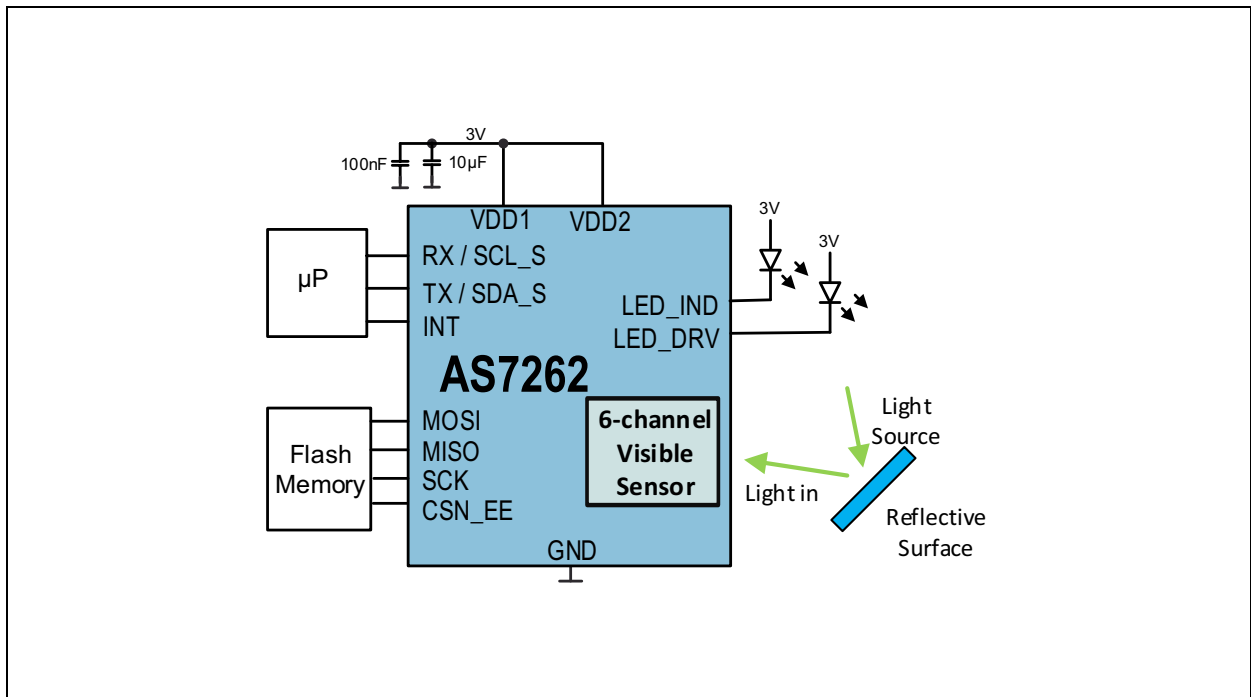 3V
100nF
10µF
VDD1
VDD2
3V
3V
µP
RX / SCL_S
TX / SDA_S
INT
LED_IND
LED_DRV
AS7262
Flash
Memory
MOSI
MISO
SCK
CSN_EE
6-channel
Visible
Sensor
Light
Source
Light in
Reflective
Surface
GND